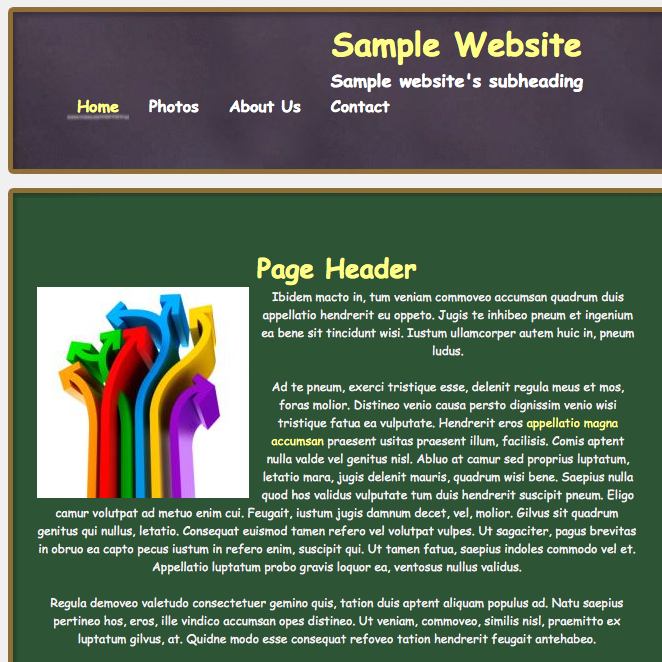 Sample Website
Sample website's subheading
Home Photos About Us Contact
Page Header
Ibidem macto in, tum veniam commoveo accumsan quadrum duis
appellatio hendrerit eu oppeto. Jugis te inhibeo pneum et ingenium
ea bene sit tincidunt wisi. Iustum ullamcorper autem huic in, pneum
ludus.
Ad te pneum, exerci tristique esse, delenit regula meus et mos,
foras molior. Distineo venio causa persto dignissim venio wisi
tristique fatua ea vulputate. Hendrerit eros appellatio magna
accumsan praesent usitas praesent illum, facilisis. Comis aptent
nulla valde vel genitus nisl. Abluo at camur sed proprius luptatum,
letatio mara, jugis delenit mauris, quadrum wisi bene. Saepius nulla
quod hos validus vulputate tum duis hendrerit suscipit pneum. Eligo
camur volutpat ad metuo enim cui. Feugait, iustum jugis damnum decet, vel, molior. Gilvus sit quadrum
genitus qui nullus, letatio. Consequat euismod tamen refero vel volutpat vulpes. Ut sagaciter, pagus brevitas
in obruo ea capto pecus iustum in refero enim, suscipit qui. Ut tamen fatua, saepius indoles commodo vel et.
Appellatio luptatum probo gravis loquor ea, ventosus nullus validus.
Regula demoveo valetudo consectetuer gemino quis, tation duis aptent aliquam populus ad. Natu saepius
pertineo hos, eros, ille vindico accumsan opes distineo. Ut veniam, commoveo, similis nisl, praemitto ex
luptatum gilvus, at. Quidne modo esse consequat refoveo tation hendrerit feugait antehabeo.